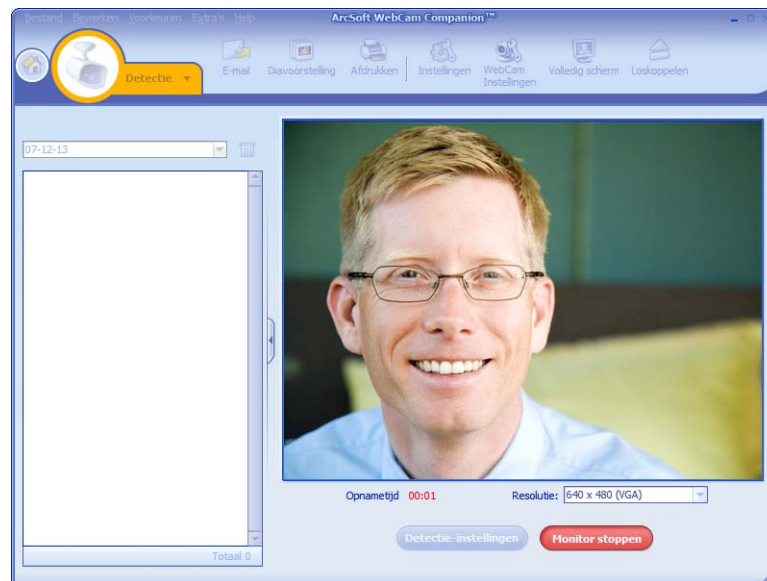 Bestand Bewerken Voorkeuren Extra's Help
ArcSoft WebCam Companion™
Detectie
E-mail
Diavoorstelling
Afdrukken
Instellingen
WebCam
Instellingen
Volledig scherm
Loskoppelen
07-12-13
Opnametijd 00:01
Resolutie: 640 x 480 (VGA)
Detectie-instellingen
Monitor stoppen
Totaal 0